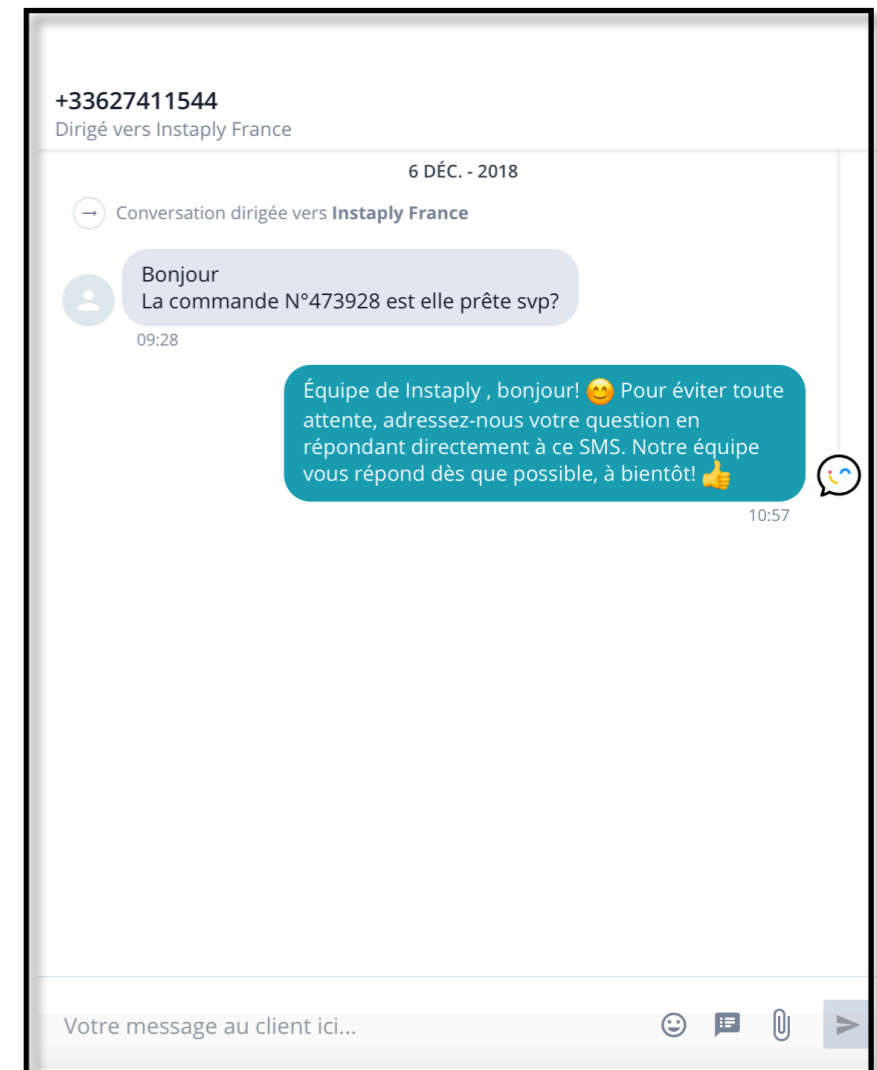 +33627411544
Dirigé vers Instaply France
6 DÉC. - 2018
Conversation dirigée vers Instaply France
Bonjour
La commande N°473928 est elle prête svp?
09:28
Équipe de Instaply , bonjour! 😊 Pour éviter toute
attente, adressez-nous votre question en
répondant directement à ce SMS. Notre équipe
vous répond dès que possible, à bientôt! 👍
10:57
Votre message au client ici...